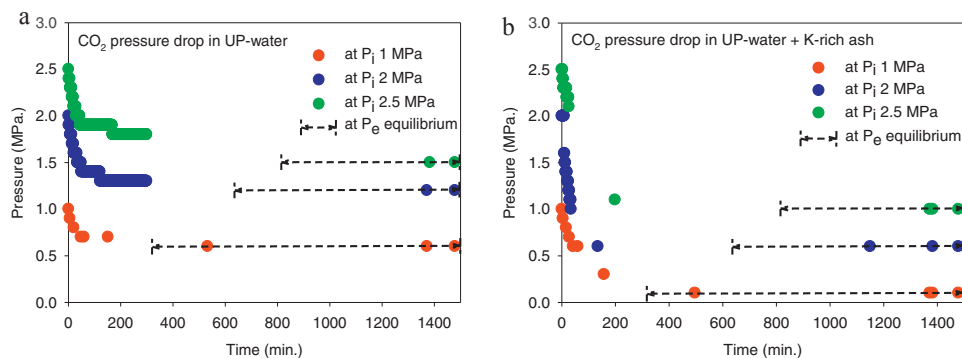 a
CO2 pressure drop in UP-water
at Pi 1 MPa
at Pi 2 MPa
at Pi 2.5 MPa
at Pe equilibrium
Pressure (MPa.)
3.0
2.5
2.0
1.5
1.0
0.5
0.0
0 200 400 600 800 1000 1200 1400
Time (min.)
b
CO2 pressure drop in UP-water + K-rich ash
at Pi 1 MPa
at Pi 2 MPa
at Pi 2.5 MPa
at Pe equilibrium
Pressure (MPa.)
3.0
2.5
2.0
1.5
1.0
0.5
0.0
0 200 400 600 800 1000 1200 1400
Time (min.)